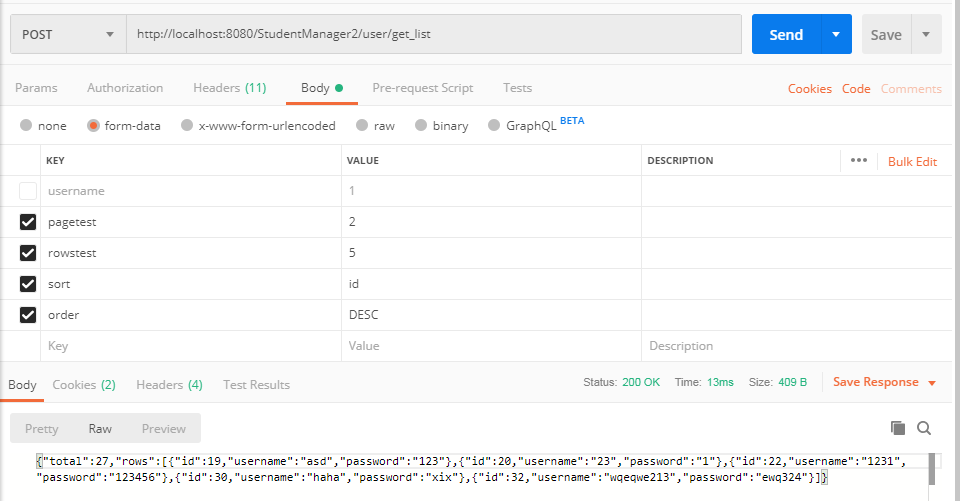 POST http://localhost:8080/StudentManager2/user/get_list Send Save
Params Authorization Headers (11) Body Pre-request Script Tests Cookies Code Comments
none form-data x-www-form-urlencoded raw binary GraphQL BETA
KEY VALUE DESCRIPTION ••• Bulk Edit
username 1
pagetest 2
rowstest 5
sort id
order DESC
Key Value Description
Body Cookies (2) Headers (4) Test Results Status: 200 OK Time: 13ms Size: 409 B Save Response
Pretty Raw Preview
{"total":27,"rows":[{"id":19,"username":"asd","password":"123"},{"id":20,"username":"23","password":"1"},{"id":22,"username":"1231",
"password":"123456"},{"id":30,"username":"haha","password":"xix"},{"id":32,"username":"wqeqwe213","password":"ewq324"}]}